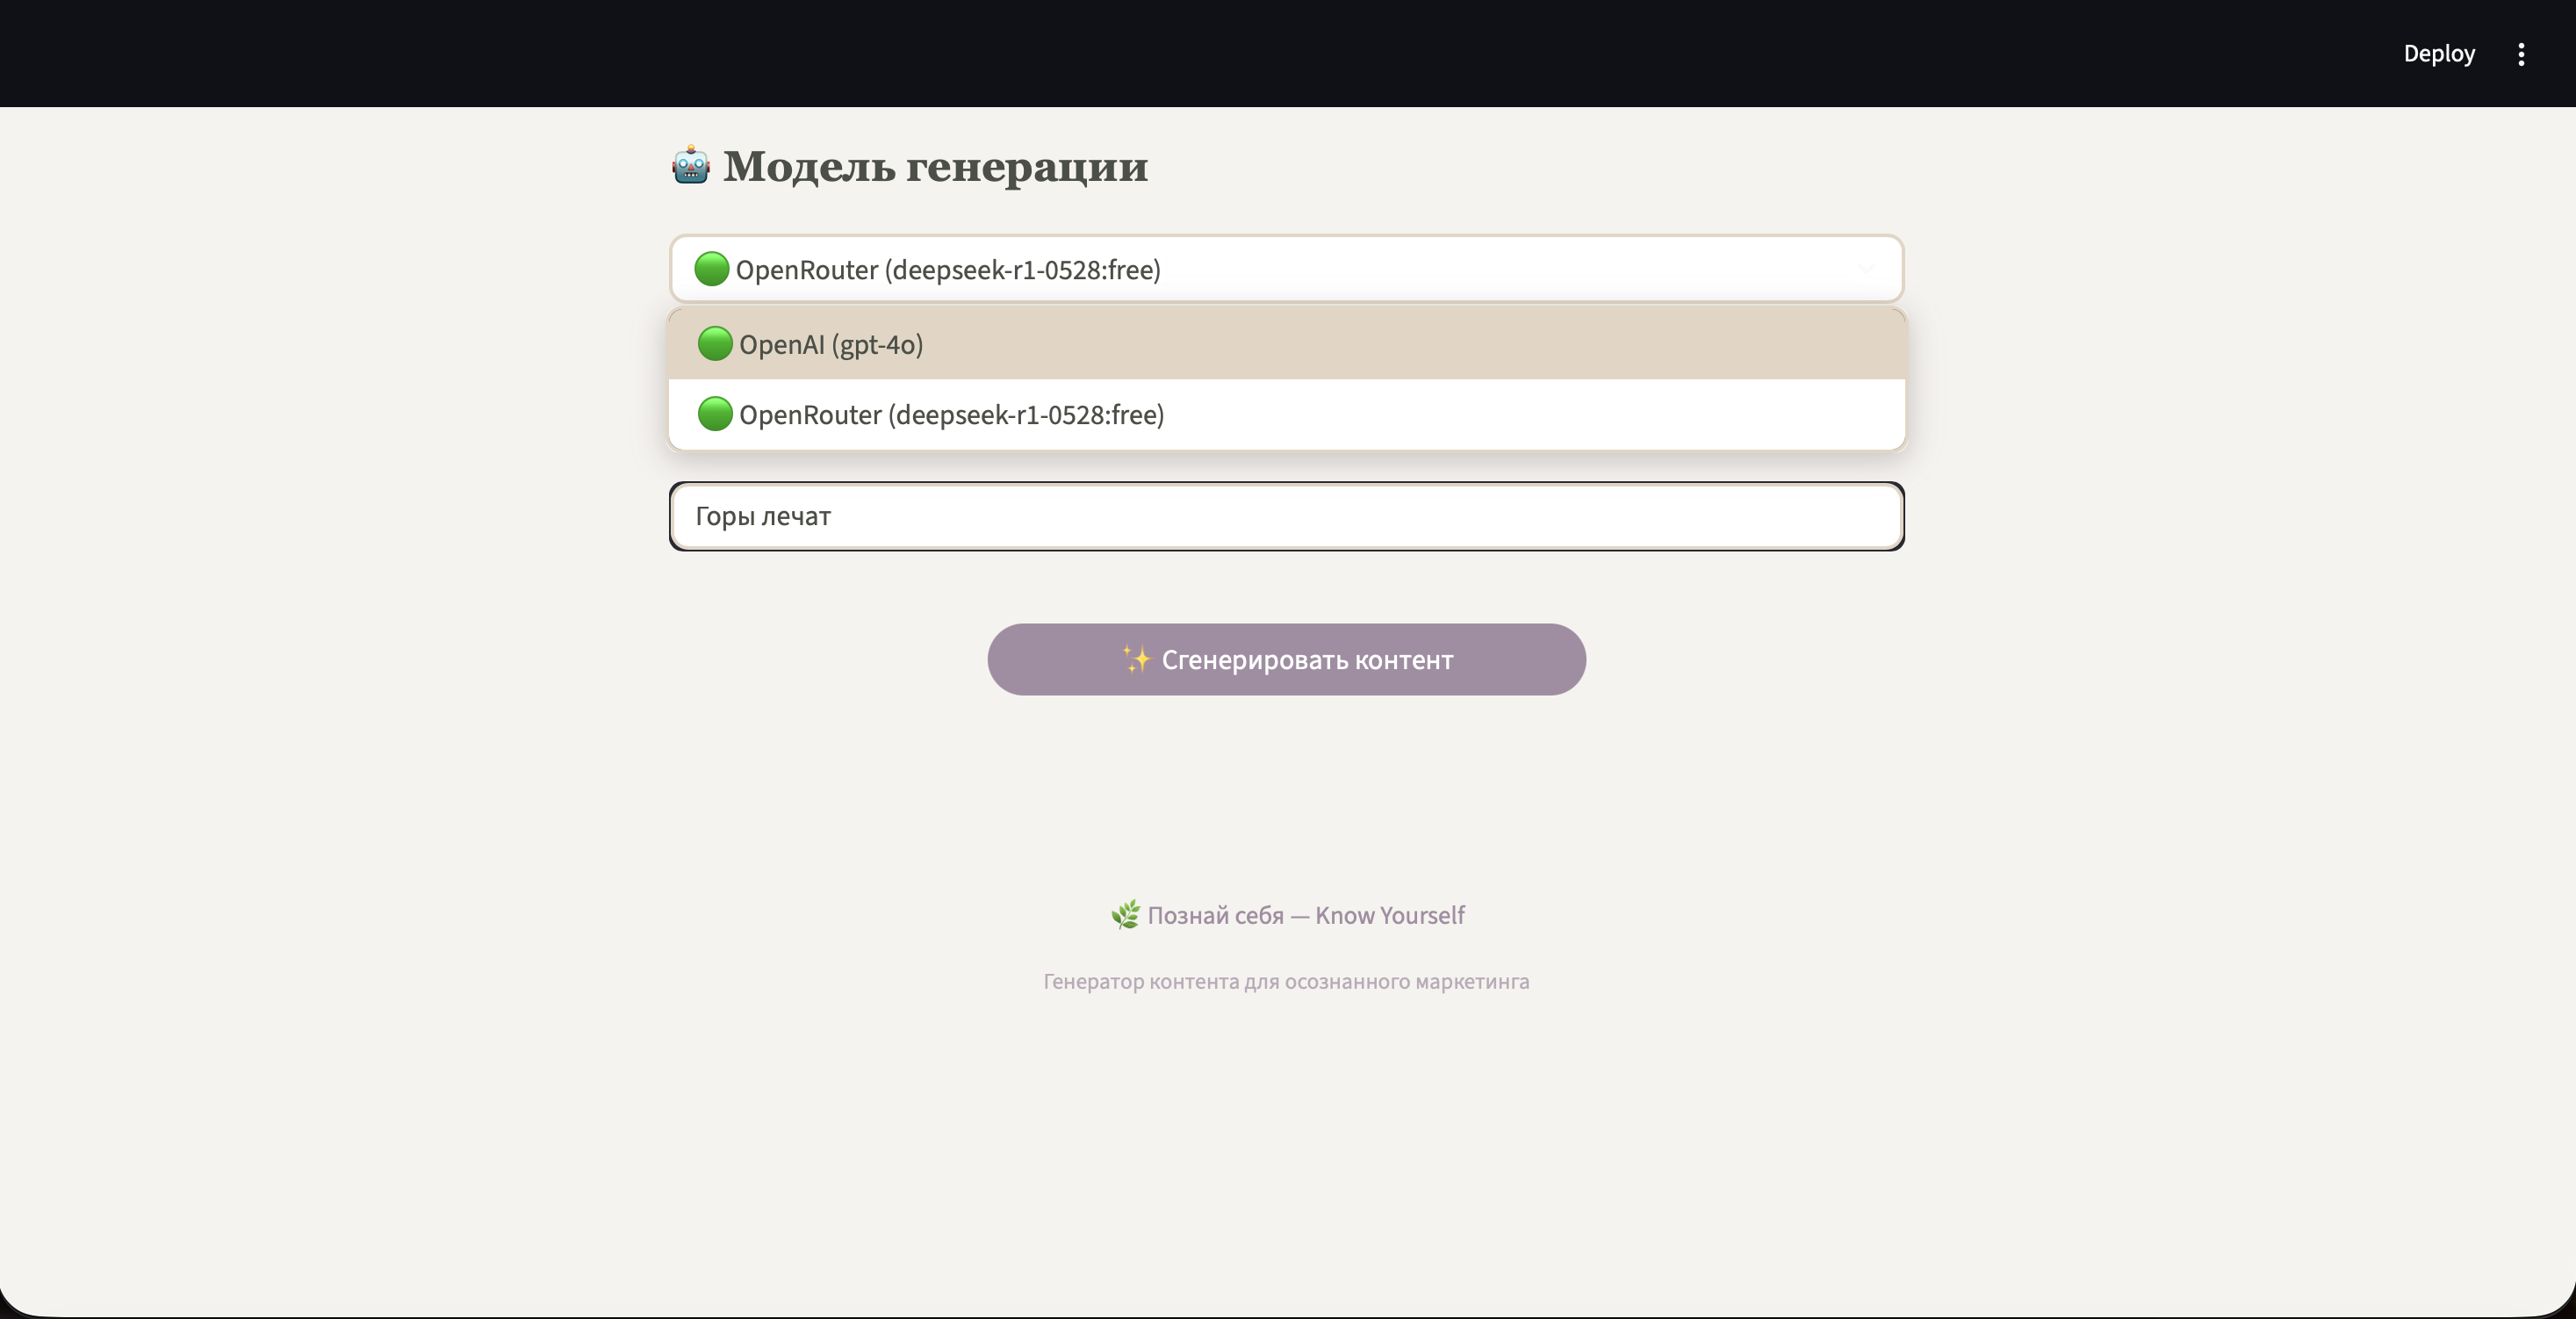 Deploy
🤖 Модель генерации
🟢 OpenRouter (deepseek-r1-0528:free)
🟢 OpenAI (gpt-4o)
🟢 OpenRouter (deepseek-r1-0528:free)
Горы лечат
✨ Сгенерировать контент
🌿 Познай себя — Know Yourself
Генератор контента для осознанного маркетинга